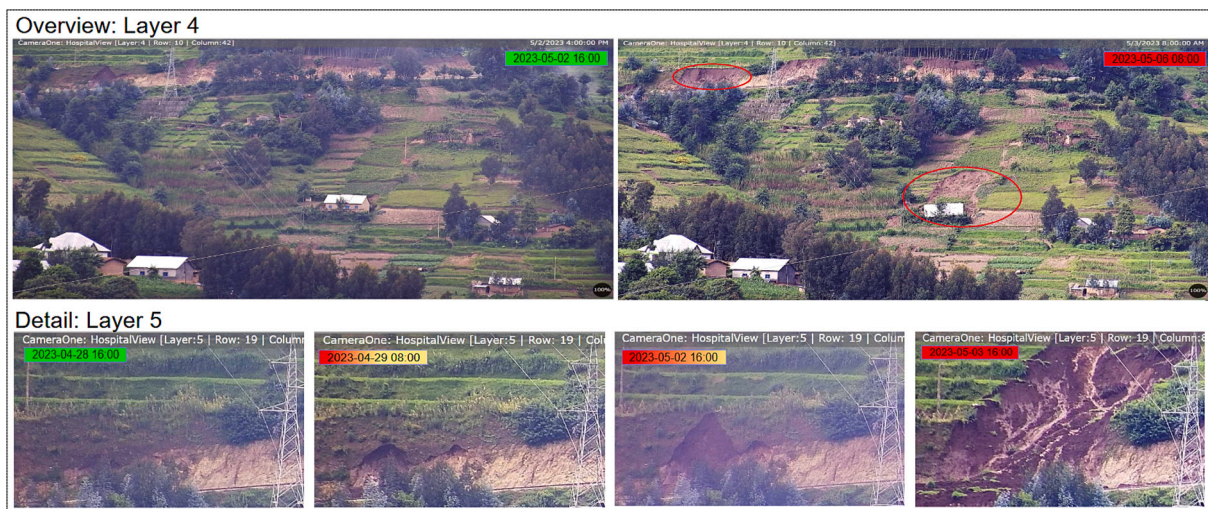 Overview: Layer 4
CameraOne: HospitalView [Layer:4 | Row: 10 | Column:42]
5/2/2023 4:00:00 PM
2023-05-02 16:00
100%
CameraOne: HospitalView [Layer:4 | Row: 10 | Column:42]
5/3/2023 8:00:00 AM
2023-05-03 08:00
100%
Detail: Layer 5
CameraOne: HospitalView [Layer:5 | Row: 19 | Colum
2023-04-28 16:00
CameraOne: HospitalView [Layer:5 | Row: 19 | Colum
2023-04-29 08:00
CameraOne: HospitalView [Layer:5 | Row: 19 | Colum
2023-05-02 16:00
CameraOne: HospitalView [Layer:5 | Row: 19 | Column:8
2023-05-03 16:00